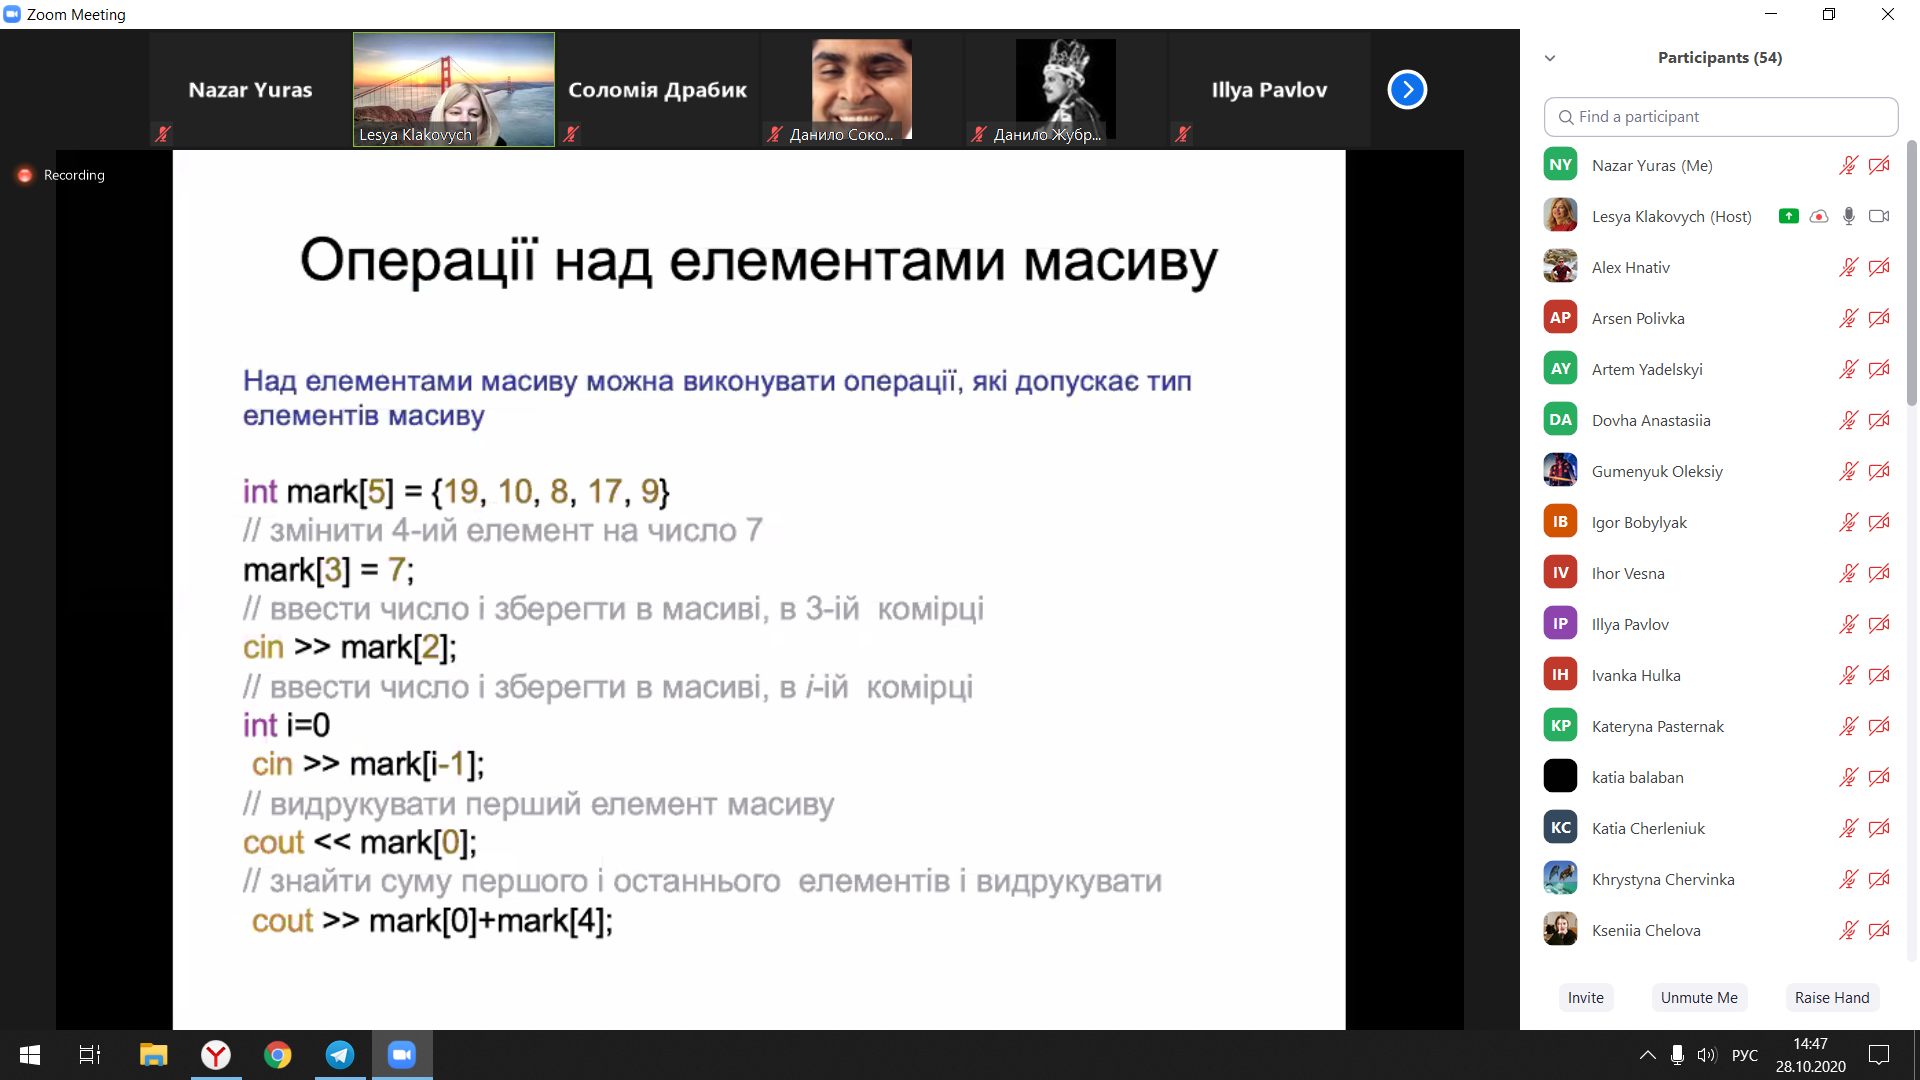 Zoom Meeting
Nazar Yuras
Lesya Klakovych
Соломія Драбик
Данило Соко...
Данило Жубр...
Illya Pavlov
Recording
Операції над елементами масиву
Над елементами масиву можна виконувати операції, які допускає тип
елементів масиву
int mark[5] = {19, 10, 8, 17, 9}
// змінити 4-ий елемент на число 7
mark[3] = 7;
// ввести число і зберегти в масиві, в 3-ій комірці
cin >> mark[2];
// ввести число і зберегти в масиві, в i-ій комірці
int i=0
cin >> mark[i-1];
// видрукувати перший елемент масиву
cout << mark[0];
// знайти суму першого і останнього елементів і видрукувати
cout >> mark[0]+mark[4];
Participants (54)
Find a participant
NY Nazar Yuras (Me)
Lesya Klakovych (Host)
Alex Hnativ
AP Arsen Polivka
AY Artem Yadelskyi
DA Dovha Anastasiia
Gumenyuk Oleksiy
IB Igor Bobylyak
IV Ihor Vesna
IP Illya Pavlov
IH Ivanka Hulka
KP Kateryna Pasternak
katia balaban
KC Katia Cherleniuk
Khrystyna Chervinka
Kseniia Chelova
Invite Unmute Me Raise Hand
РУС
14:47
28.10.2020